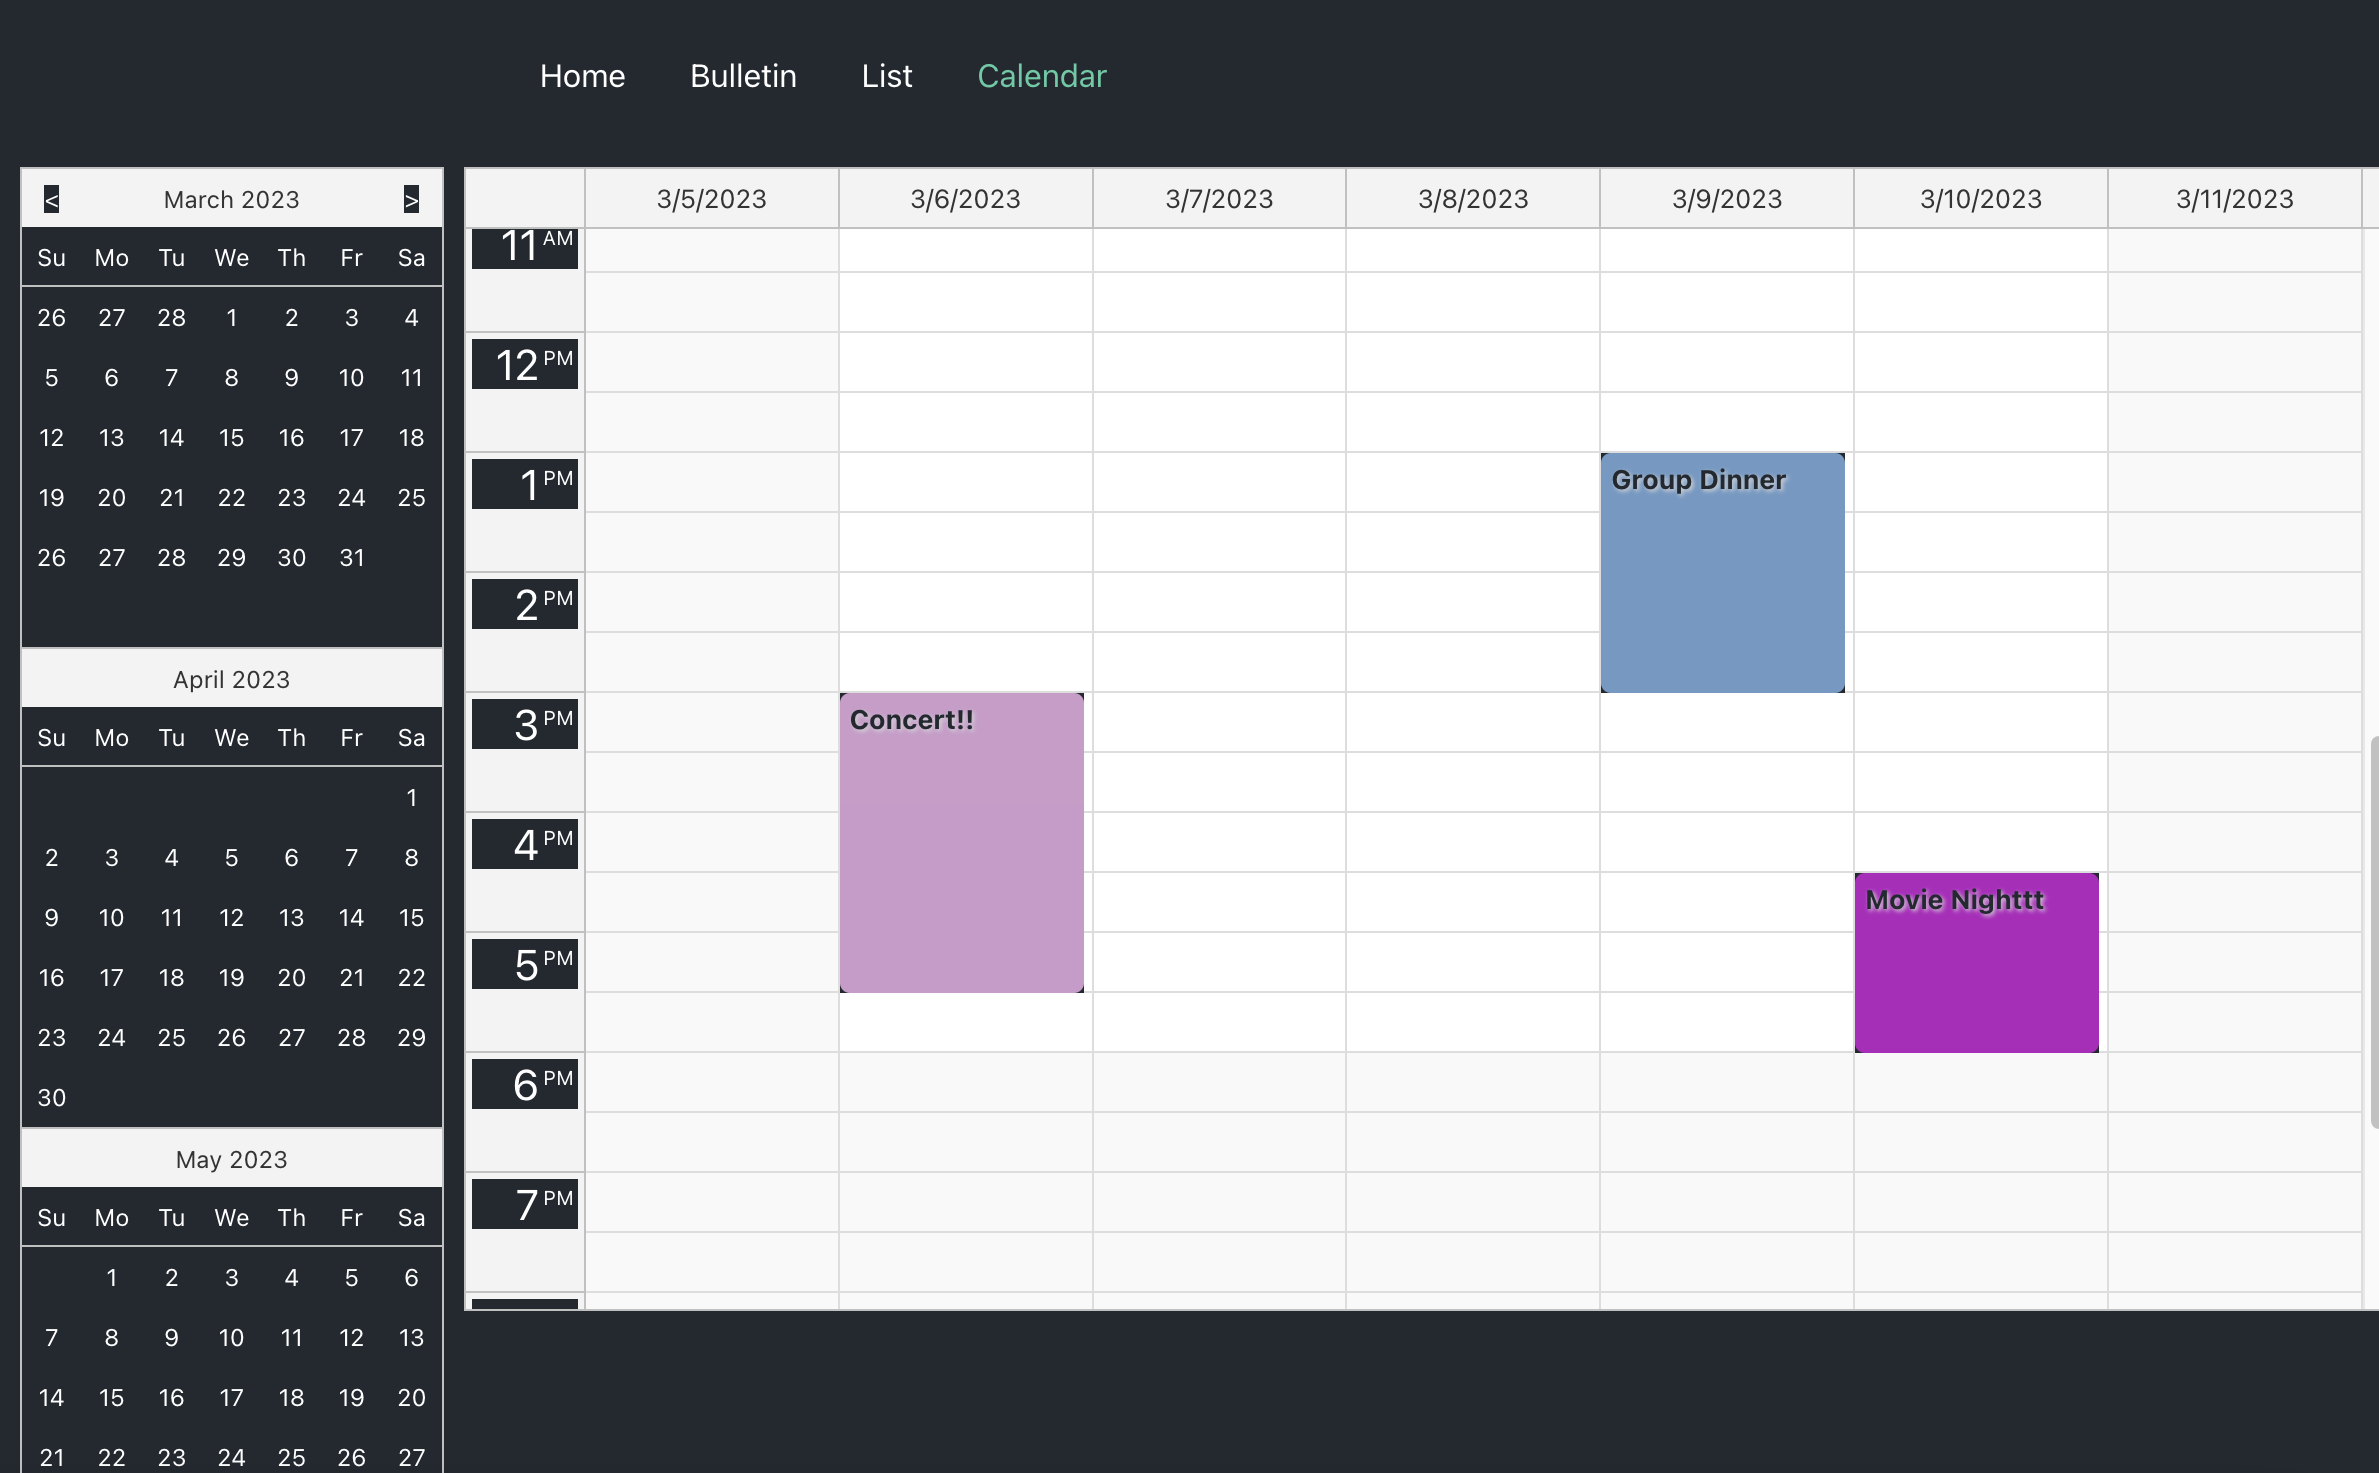 Home Bulletin List Calendar
< March 2023 >
Su Mo Tu We Th Fr Sa
26 27 28 1 2 3 4
5 6 7 8 9 10 11
12 13 14 15 16 17 18
19 20 21 22 23 24 25
26 27 28 29 30 31
April 2023
Su Mo Tu We Th Fr Sa
1
2 3 4 5 6 7 8
9 10 11 12 13 14 15
16 17 18 19 20 21 22
23 24 25 26 27 28 29
30
May 2023
Su Mo Tu We Th Fr Sa
1 2 3 4 5 6
7 8 9 10 11 12 13
14 15 16 17 18 19 20
21 22 23 24 25 26 27
3/5/2023 3/6/2023 3/7/2023 3/8/2023 3/9/2023 3/10/2023 3/11/2023
11 AM
12 PM
1 PM
Group Dinner
2 PM
3 PM
Concert!!
4 PM
Movie Nighttt
5 PM
6 PM
7 PM